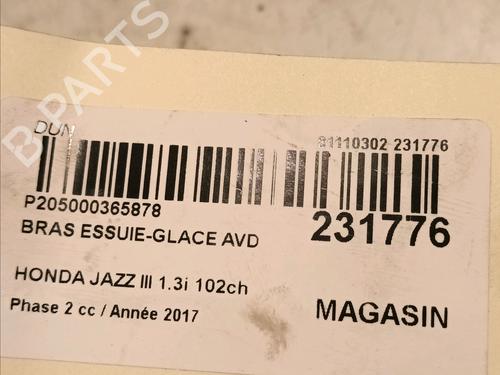 B PARTS
DUN
31110302 231776
P205000365878
231776
BRAS ESSUIE-GLACE AVD
HONDA JAZZ III 1.3i 102ch
MAGASIN
Phase 2 cc / Année 2017